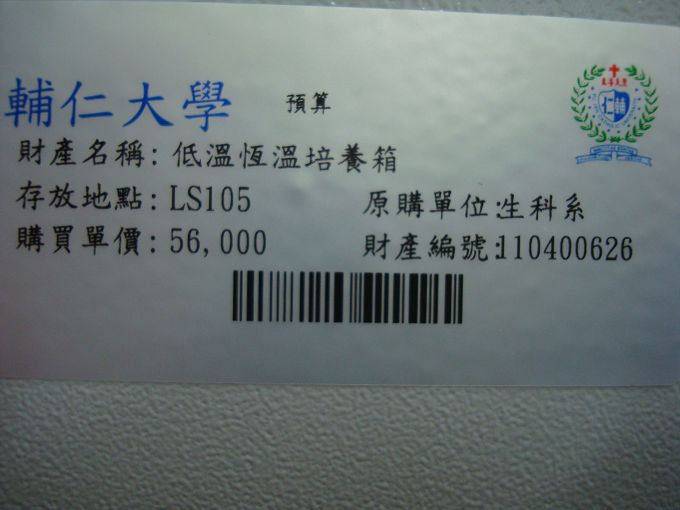 輔仁大學 預算
財產名稱: 低溫恆溫培養箱
存放地點: LS105 原購單位:生科系
購買單價: 56,000 財產編號:110400626
仁輔